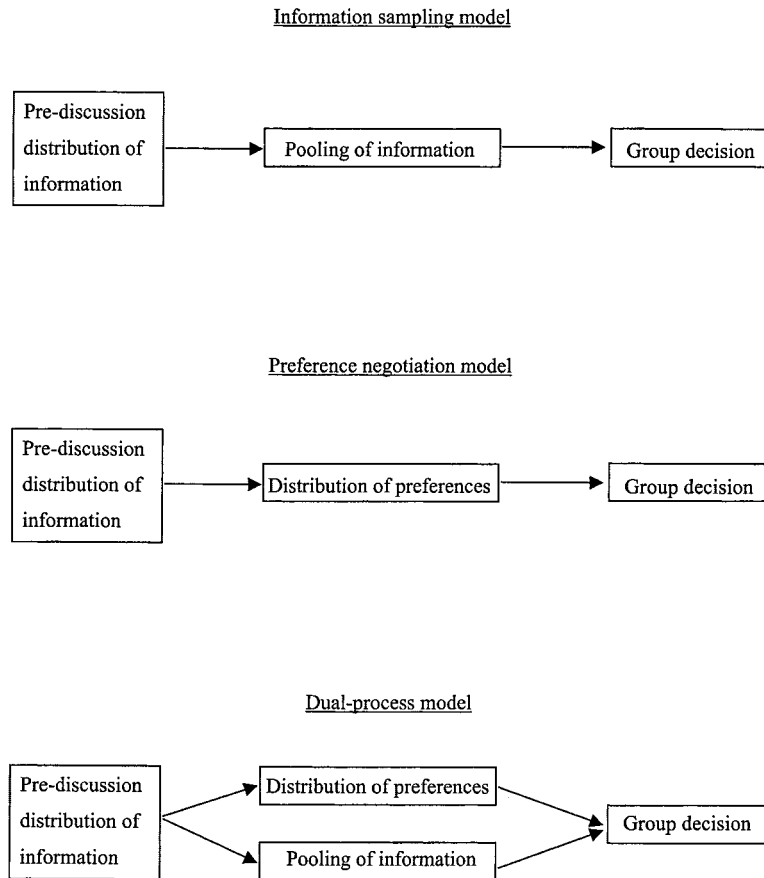 Information sampling model
Pre-discussion
distribution of
information
Pooling of information
Group decision
Preference negotiation model
Pre-discussion
distribution of
information
Distribution of preferences
Group decision
Dual-process model
Pre-discussion
distribution of
information
Distribution of preferences
Pooling of information
Group decision